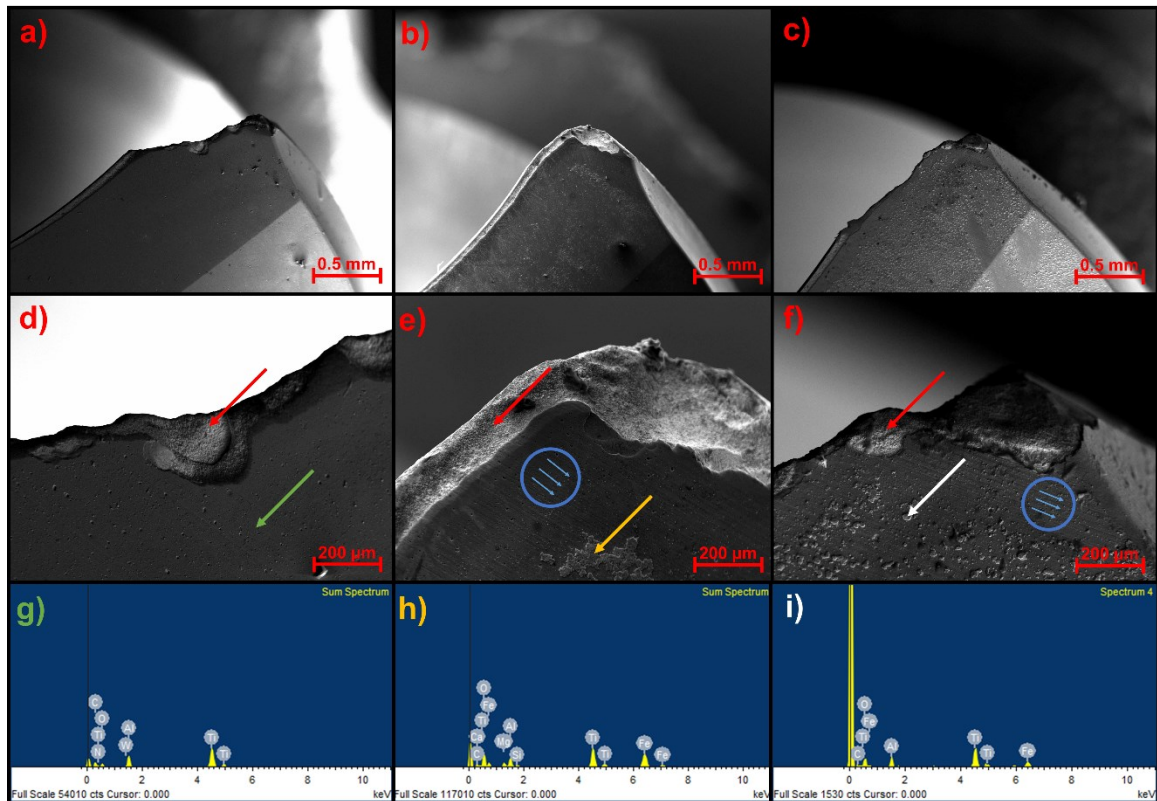 a)
b)
c)
0.5 mm
0.5 mm
0.5 mm
d)
e)
f)
200 µm
200 µm
200 µm
g)
Sum Spectrum
C
O
Ti
N
Al
W
Ti
Ti
0 2 4 6 8 10
Full Scale 54010 cts Cursor: 0.000
keV
h)
Sum Spectrum
O
Fe
Ti
Ca
C
Al
Mg
Si
Ti
Ti
Fe
Fe
0 2 4 6 8 10
Full Scale 117010 cts Cursor: 0.000
keV
i)
Spectrum 4
O
Fe
Ti
C
Al
Ti
Ti
Fe
0 2 4 6 8 10
Full Scale 1530 cts Cursor: 0.000
keV